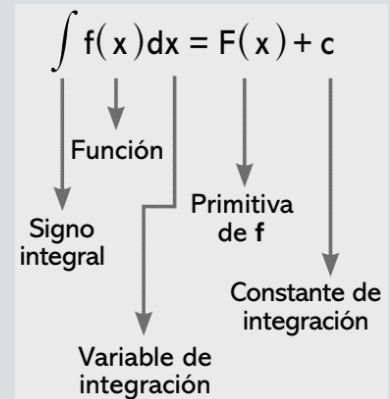 ∫ f(x)dx = F(x) + c
Función
Signo
integral
Primitiva
de f
Constante de
integración
Variable de
integración